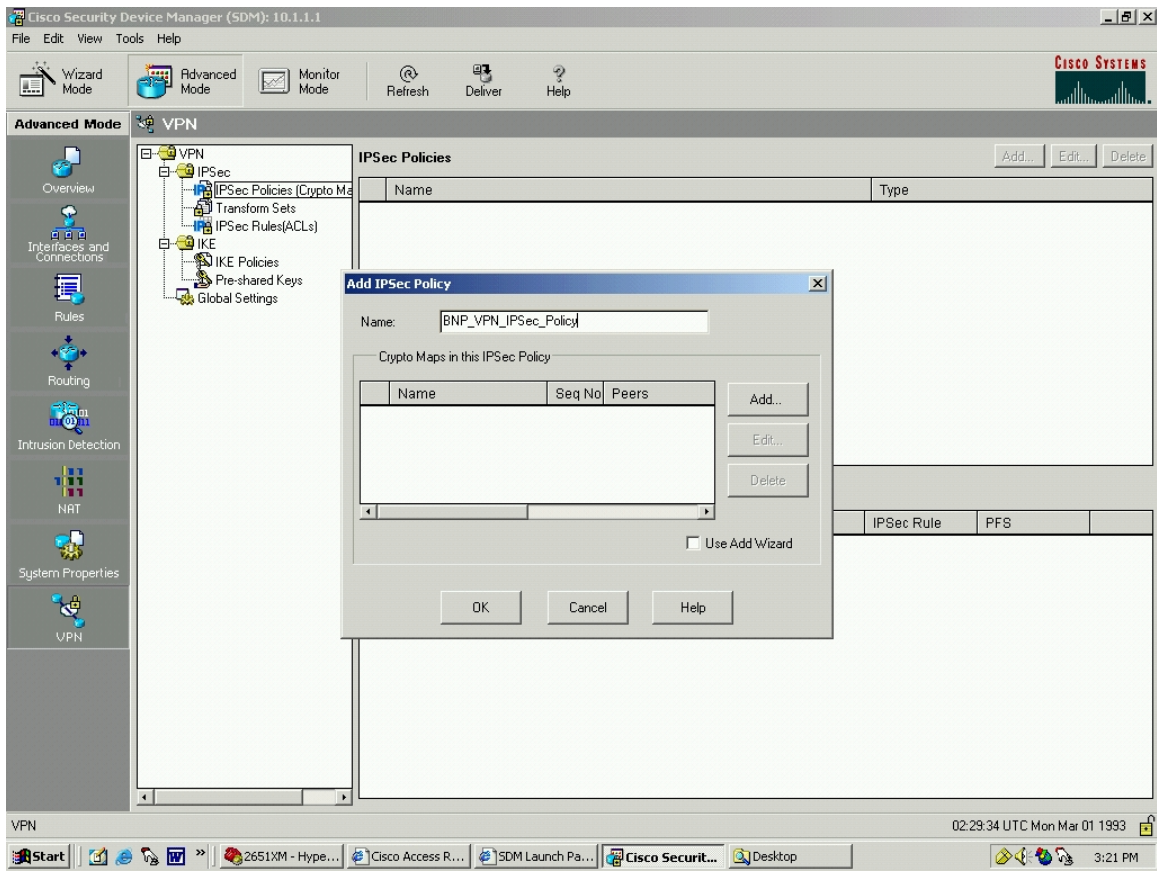 Cisco Security Device Manager (SDM): 10.1.1.1
File Edit View Tools Help
Wizard Mode
Advanced Mode
Monitor Mode
Refresh
Deliver
Help
CISCO SYSTEMS
Advanced Mode
VPN
Overview
Interfaces and Connections
Rules
Routing
Intrusion Detection
NAT
System Properties
VPN
VPN
IPSec
IPSec Policies (Crypto Ma
Transform Sets
IPSec Rules(ACLs)
IKE
IKE Policies
Pre-shared Keys
Global Settings
IPSec Policies
Add... Edit... Delete
Name Type
Add IPSec Policy
Name: BNP_VPN_IPSec_Policy
Crypto Maps in this IPSec Policy
Name Seq No Peers
Add...
Edit...
Delete
Use Add Wizard
OK Cancel Help
IPSec Rule PFS
VPN
02:29:34 UTC Mon Mar 01 1993
Start
2651XM - Hype...
Cisco Access R...
SDM Launch Pa...
Cisco Securit...
Desktop
3:21 PM